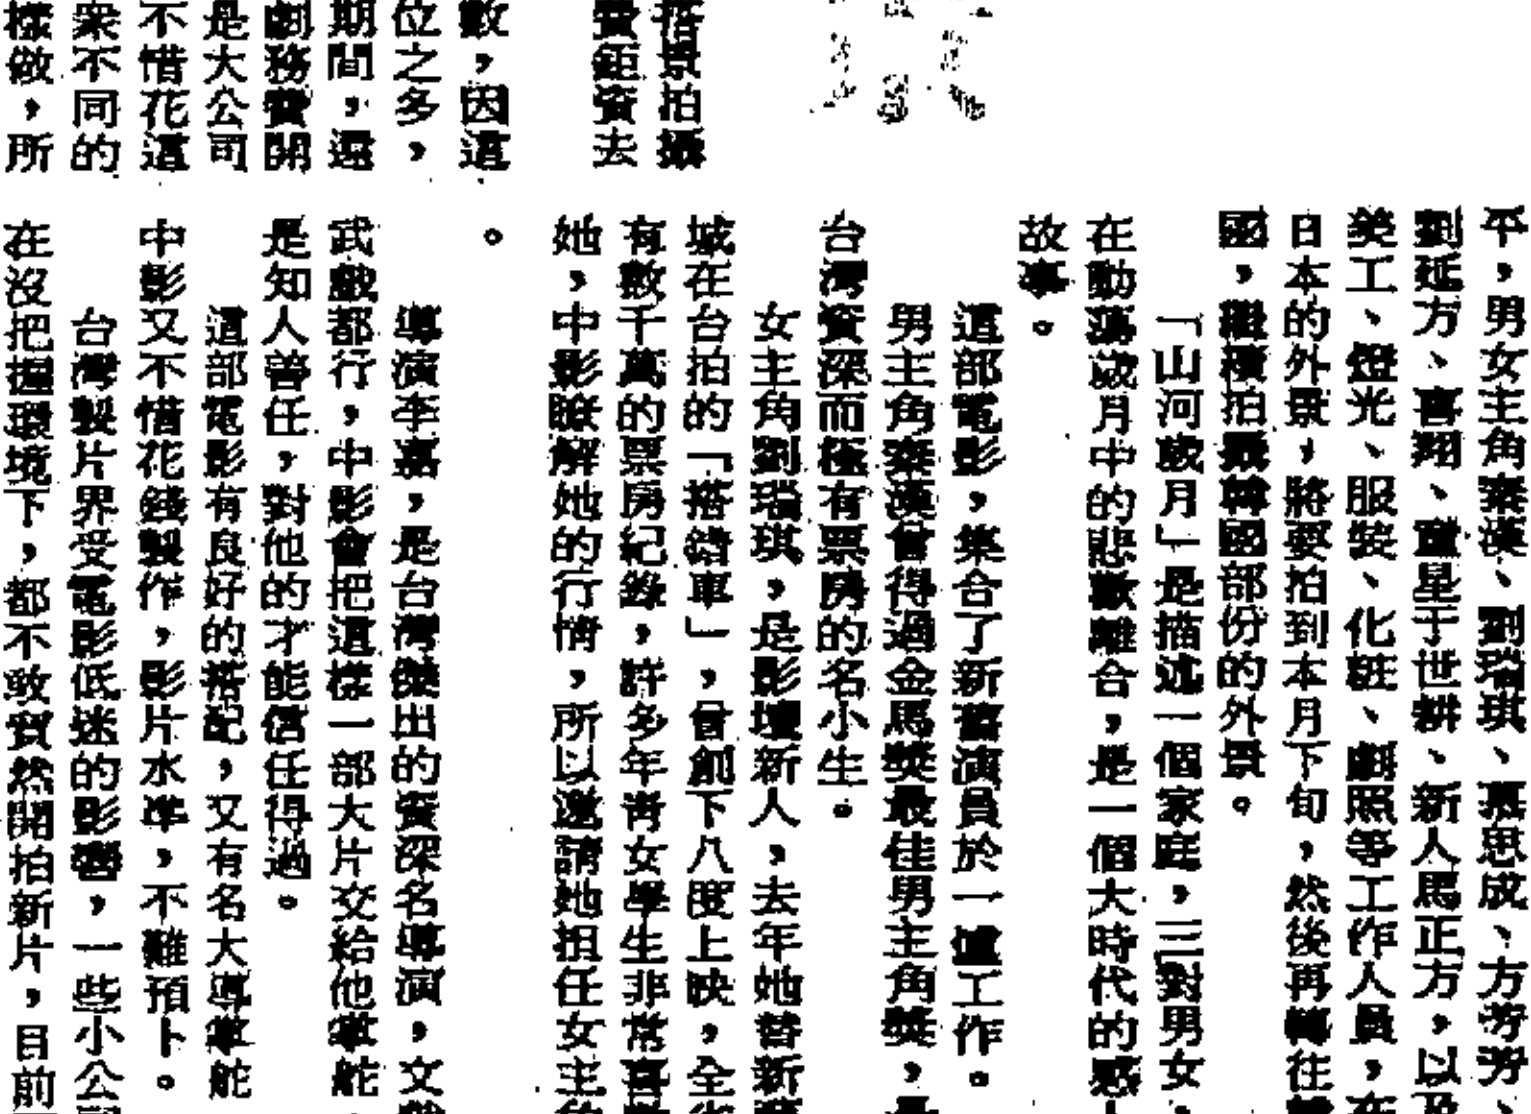 搭景拍攝
費鉅資去
數，因這
位之多，
期間，還
劇務費開
是大公司
不惜花這
衆不同的
樣做，所
平，男女主角秦漢、劉瑞琪、慕思成、方芳芳、
劉延方、喜翔、童星于世耕、新人馬正方，以及
美工、燈光、服裝、化粧、劇照等工作人員，在
日本的外景，將要拍到本月下旬，然後再轉往韓
國，繼續拍攝韓國部份的外景。
「山河歲月」是描述一個家庭，三對男女，
在動蕩歲月中的悲歡離合，是一個大時代的感人
故事。
這部電影，集合了新舊演員於一爐工作。
男主角秦漢曾得過金馬獎最佳男主角獎，是
台灣資深而極有票房的名小生。
女主角劉瑞琪，是影壇新人，去年她替新藝
城在台拍的「搭錯車」，曾創下八度上映，全省
有數千萬的票房紀錄，許多年青女學生非常喜歡
她，中影瞭解她的行情，所以邀請她担任女主角
。
導演李嘉，是台灣傑出的資深名導演，文戲
武戲都行，中影會把這樣一部大片交給他掌舵，
是知人善任，對他的才能信任得過。
這部電影有良好的搭配，又有名大導掌舵
中影又不惜花錢製作，影片水準，不難預卜。
台灣製片界受電影低迷的影響，一些小公司
在沒把握環境下，都不敢貿然開拍新片，目前